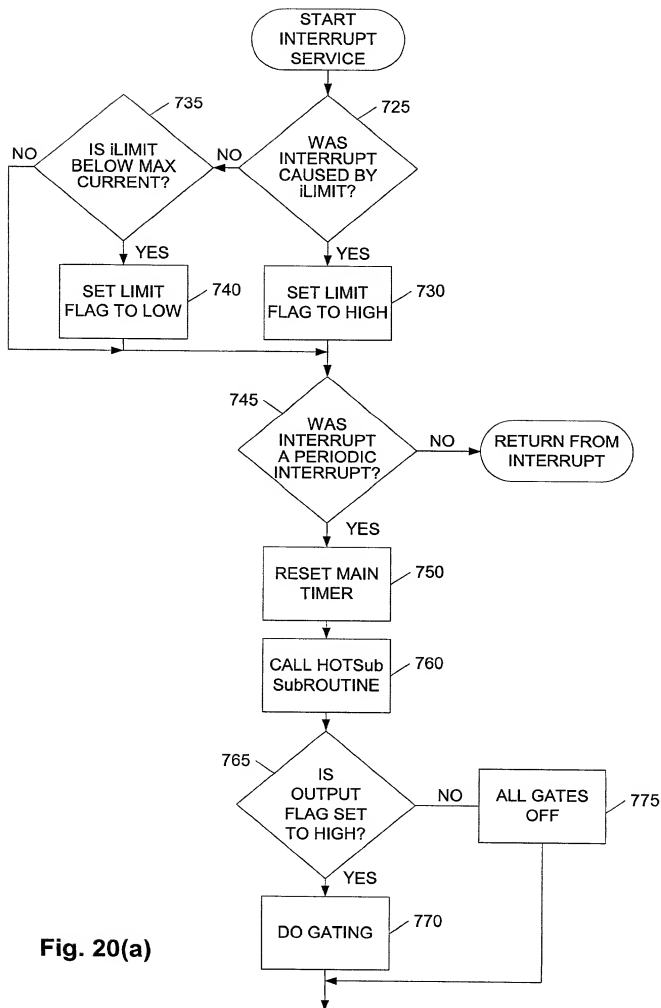 START
INTERRUPT
SERVICE
735
725
IS iLIMIT
BELOW MAX
CURRENT?
NO
NO
WAS
INTERRUPT
CAUSED BY
iLIMIT?
YES
YES
SET LIMIT
FLAG TO LOW
740
SET LIMIT
FLAG TO HIGH
730
745
WAS
INTERRUPT
A PERIODIC
INTERRUPT?
NO
RETURN FROM
INTERRUPT
YES
RESET MAIN
TIMER
750
CALL HOTSub
SubROUTINE
760
765
IS
OUTPUT
FLAG SET
TO HIGH?
NO
ALL GATES
OFF
775
YES
DO GATING
770
Fig. 20(a)